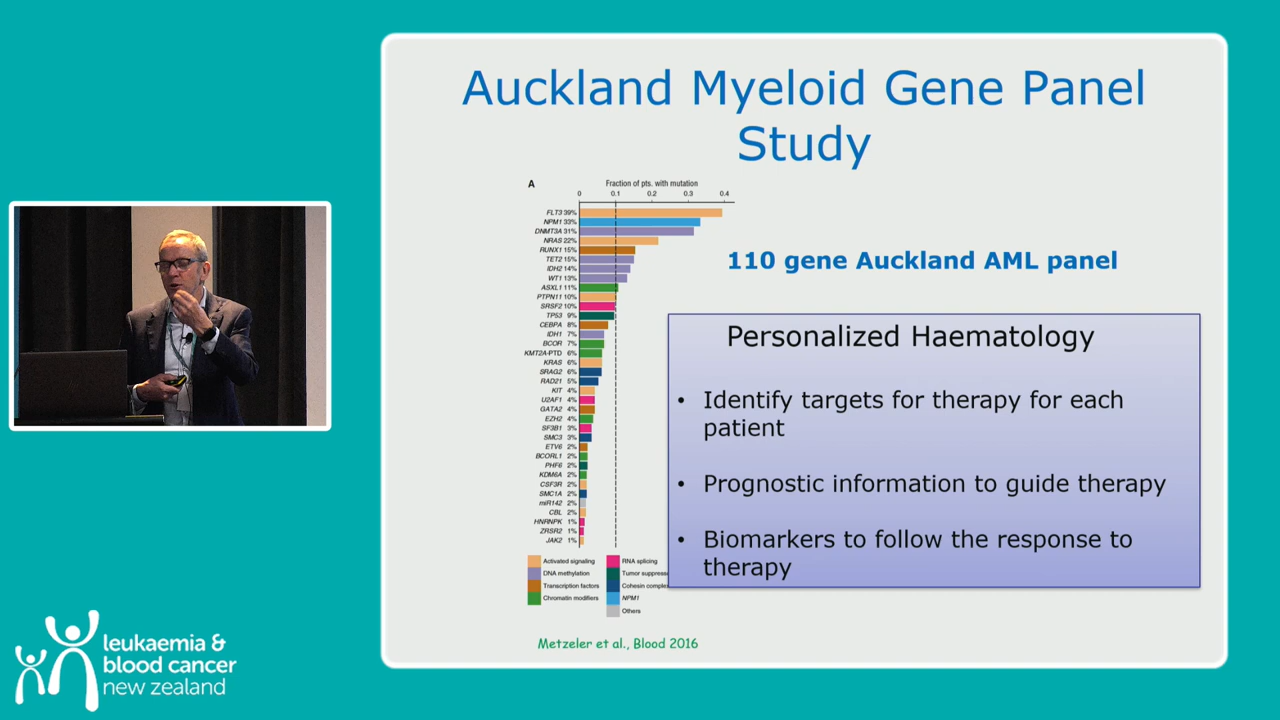 Auckland Myeloid Gene Panel
Study
A
Fraction of pts. with mutation
0 0.1 0.2 0.3 0.4
FLT3 39%
NPM1 33%
DNMT3A 31%
NRAS 22%
RUNX1 15%
TET2 15%
IDH2 14%
WT1 13%
ASXL1 11%
PTPN11 10%
SRSF2 10%
TP53 9%
CEBPA 8%
IDH1 7%
BCOR 7%
KMT2A-PTD 6%
KRAS 6%
SRAG2 6%
RAD21 5%
KIT 4%
U2AF1 4%
GATA2 4%
EZH2 4%
SF3B1 3%
SMC3 3%
ETV6 2%
BCORL1 2%
PHF6 2%
KDM6A 2%
CSF3R 2%
SMC1A 2%
miR142 2%
CBL 2%
HNRNPK 1%
ZRSR2 1%
JAK2 1%
Activated signaling
DNA methylation
Transcription factors
Chromatin modifiers
RNA splicing
Tumor suppress
Cohesin comple
NPM1
Others
Metzeler et al., Blood 2016
110 gene Auckland AML panel
Personalized Haematology
• Identify targets for therapy for each
patient
• Prognostic information to guide therapy
• Biomarkers to follow the response to
therapy
leukaemia &
blood cancer
new zealand